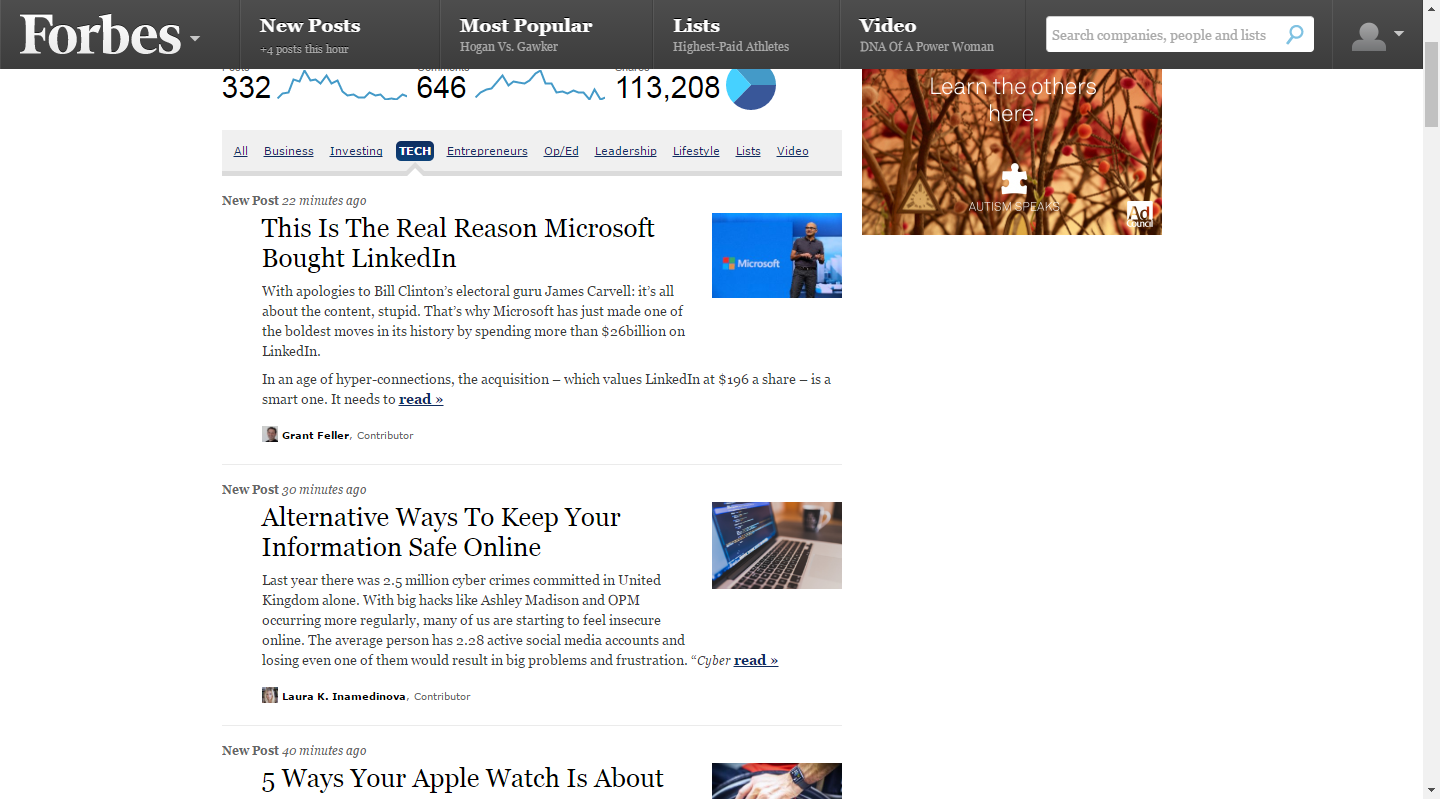 Forbes
New Posts
+4 posts this hour
Most Popular
Hogan Vs. Gawker
Lists
Highest-Paid Athletes
Video
DNA Of A Power Woman
Search companies, people and lists
332
646
113,208
All Business Investing TECH Entrepreneurs Op/Ed Leadership Lifestyle Lists Video
New Post 22 minutes ago
This Is The Real Reason Microsoft
Bought LinkedIn
With apologies to Bill Clinton’s electoral guru James Carvell: it’s all
about the content, stupid. That’s why Microsoft has just made one of
the boldest moves in its history by spending more than $26billion on
LinkedIn.
In an age of hyper-connections, the acquisition – which values LinkedIn at $196 a share – is a
smart one. It needs to read »
Grant Feller, Contributor
Microsoft
New Post 30 minutes ago
Alternative Ways To Keep Your
Information Safe Online
Last year there was 2.5 million cyber crimes committed in United
Kingdom alone. With big hacks like Ashley Madison and OPM
occurring more regularly, many of us are starting to feel insecure
online. The average person has 2.28 active social media accounts and
losing even one of them would result in big problems and frustration. “Cyber read »
Laura K. Inamedinova, Contributor
New Post 40 minutes ago
5 Ways Your Apple Watch Is About
Learn the others
here.
AUTISM SPEAKS
Ad
Council